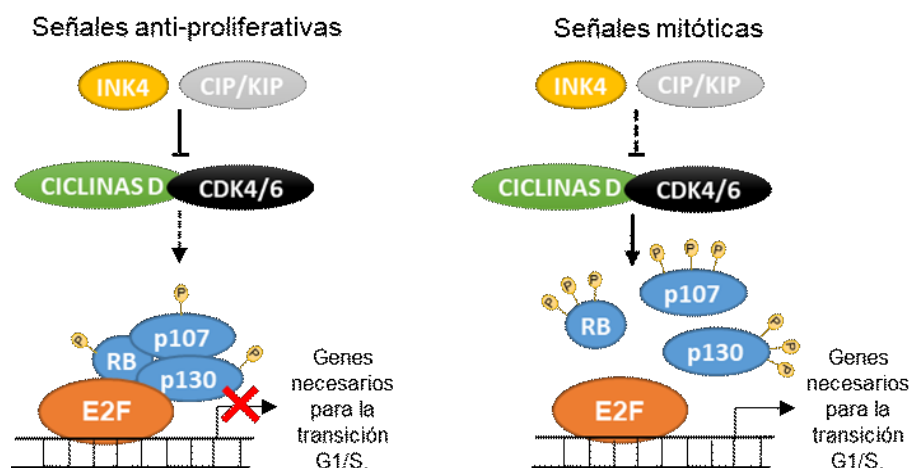 Señales anti-proliferativas
INK4
CIP/KIP
CICLINAS D
CDK4/6
P
P
P
p107
RB
p130
E2F
Genes
necesarios
para la
transición
G1/S.
Señales mitóticas
INK4
CIP/KIP
CICLINAS D
CDK4/6
P
P
P
P
P
P
p107
RB
P
P
P
p130
E2F
Genes
necesarios
para la
transición
G1/S.